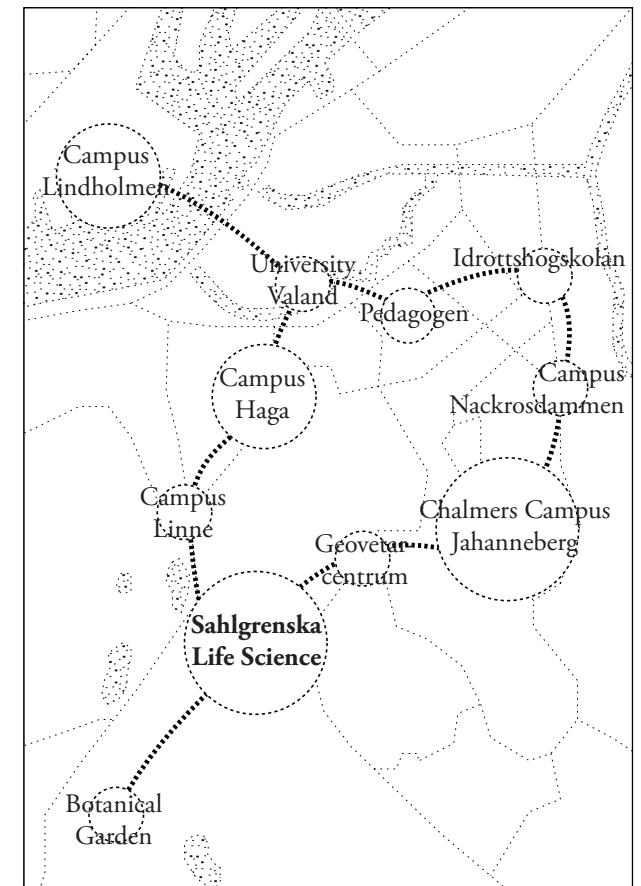 Campus
Lindholmen
University
Valand
Idrottshogskolan
Pedagogen
Campus
Haga
Campus
Nackrosdammen
Campus
Linne
Chalmers Campus
Jahanneberg
Geovetar
centrum
Sahlgrenska
Life Science
Botanical
Garden